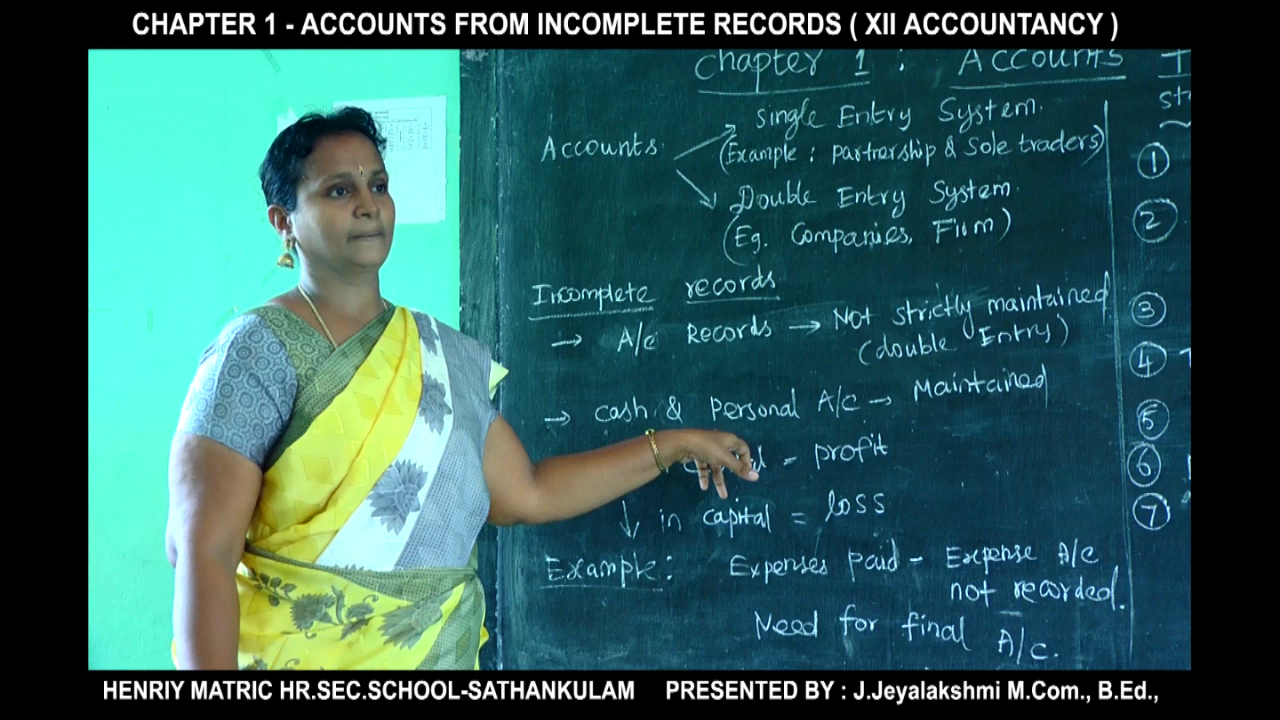 CHAPTER 1 - ACCOUNTS FROM INCOMPLETE RECORDS ( XII ACCOUNTANCY )
Chapter 1 : Accounts I
Accounts
Single Entry System.
(Example : partnership & Sole traders)
Double Entry System.
(Eg. Companies, Firm)
Incomplete records
→ A/c Records → Not strictly maintained
(double Entry)
→ cash & personal A/c → Maintained
= profit
↓ in capital = loss
Example : Expenses paid - Expense A/c
not recorded.
Need for final A/c.
①
②
③
④
⑤
⑥
⑦
HENRIY MATRIC HR.SEC.SCHOOL-SATHANKULAM PRESENTED BY : J.Jeyalakshmi M.Com., B.Ed.,